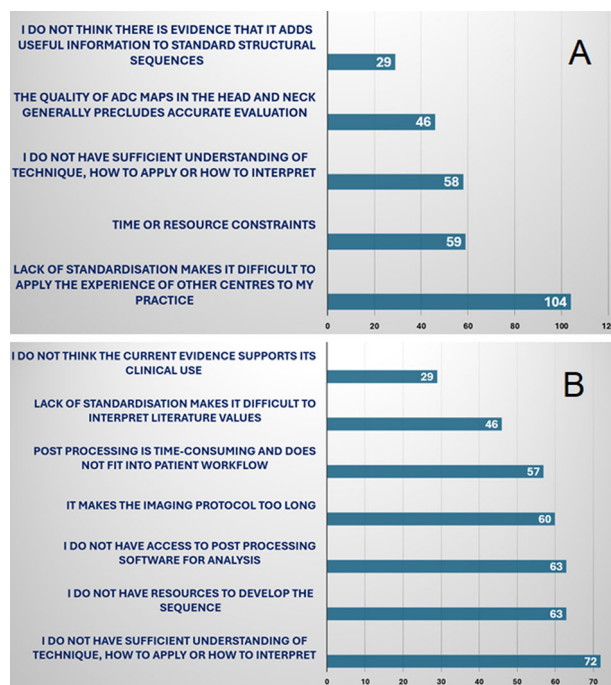 I DO NOT THINK THERE IS EVIDENCE THAT IT ADDS
USEFUL INFORMATION TO STANDARD STRUCTURAL
SEQUENCES
29
A
THE QUALITY OF ADC MAPS IN THE HEAD AND NECK
GENERALLY PRECLUDES ACCURATE EVALUATION
46
I DO NOT HAVE SUFFICIENT UNDERSTANDING OF
TECHNIQUE, HOW TO APPLY OR HOW TO INTERPRET
58
TIME OR RESOURCE CONSTRAINTS
59
LACK OF STANDARDISATION MAKES IT DIFFICULT TO
APPLY THE EXPERIENCE OF OTHER CENTRES TO MY
PRACTICE
104
0 20 40 60 80 100 12
I DO NOT THINK THE CURRENT EVIDENCE SUPPORTS ITS
CLINICAL USE
29
B
LACK OF STANDARDISATION MAKES IT DIFFICULT TO
INTERPRET LITERATURE VALUES
46
POST PROCESSING IS TIME-CONSUMING AND DOES
NOT FIT INTO PATIENT WORKFLOW
57
IT MAKES THE IMAGING PROTOCOL TOO LONG
60
I DO NOT HAVE ACCESS TO POST PROCESSING
SOFTWARE FOR ANALYSIS
63
I DO NOT HAVE RESOURCES TO DEVELOP THE
SEQUENCE
63
I DO NOT HAVE SUFFICIENT UNDERSTANDING OF
TECHNIQUE, HOW TO APPLY OR HOW TO INTERPRET
72
0 10 20 30 40 50 60 70